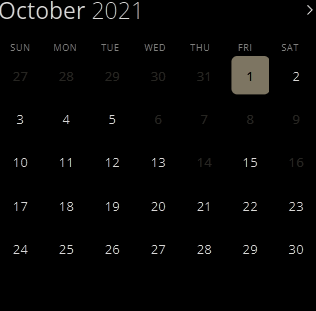 October 2021 >
SUN MON TUE WED THU FRI SAT
27 28 29 30 31 1 2
3 4 5 6 7 8 9
10 11 12 13 14 15 16
17 18 19 20 21 22 23
24 25 26 27 28 29 30